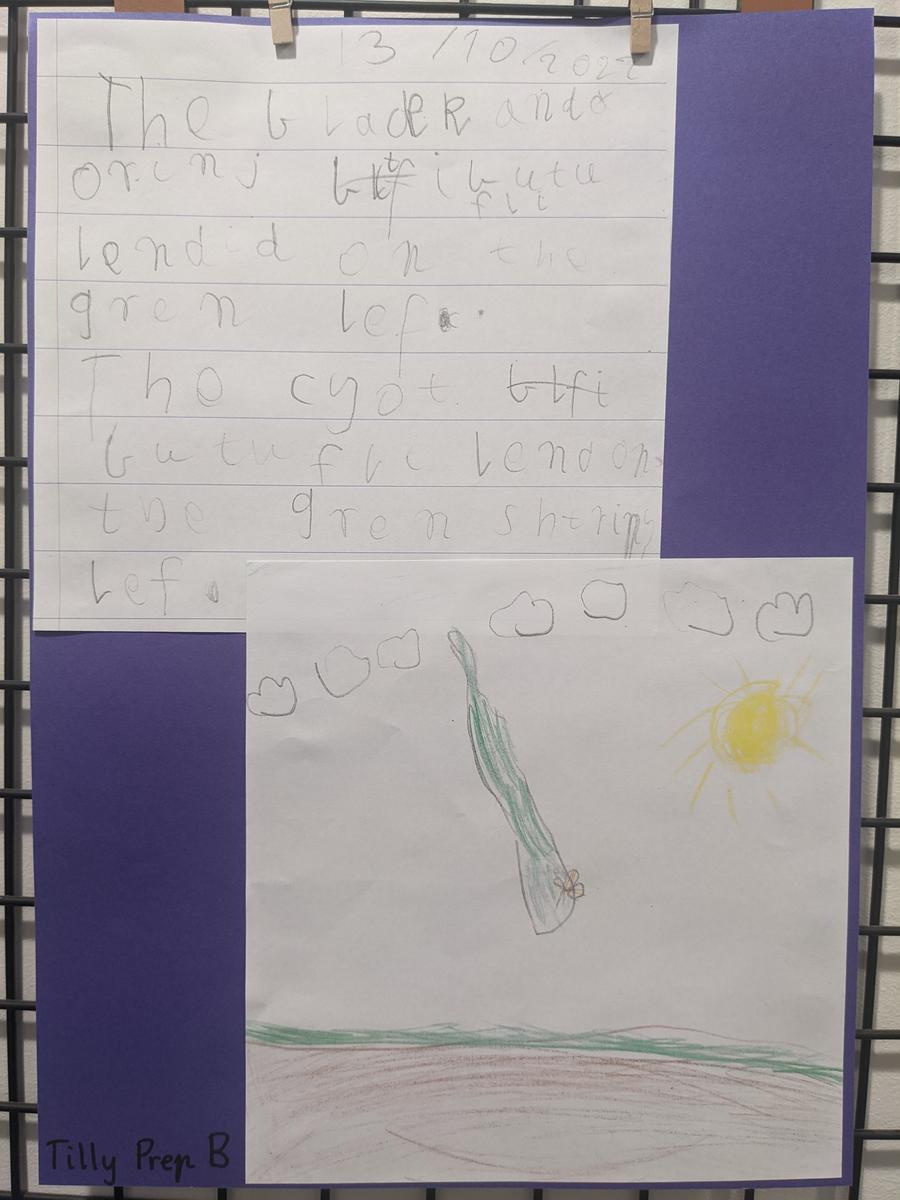 13/10/2022
The black and
orinj butu
fli
lendid on the
gren lef.
The cyot
butufli lend on
the gren shiriny
lef.
Tilly Prep B